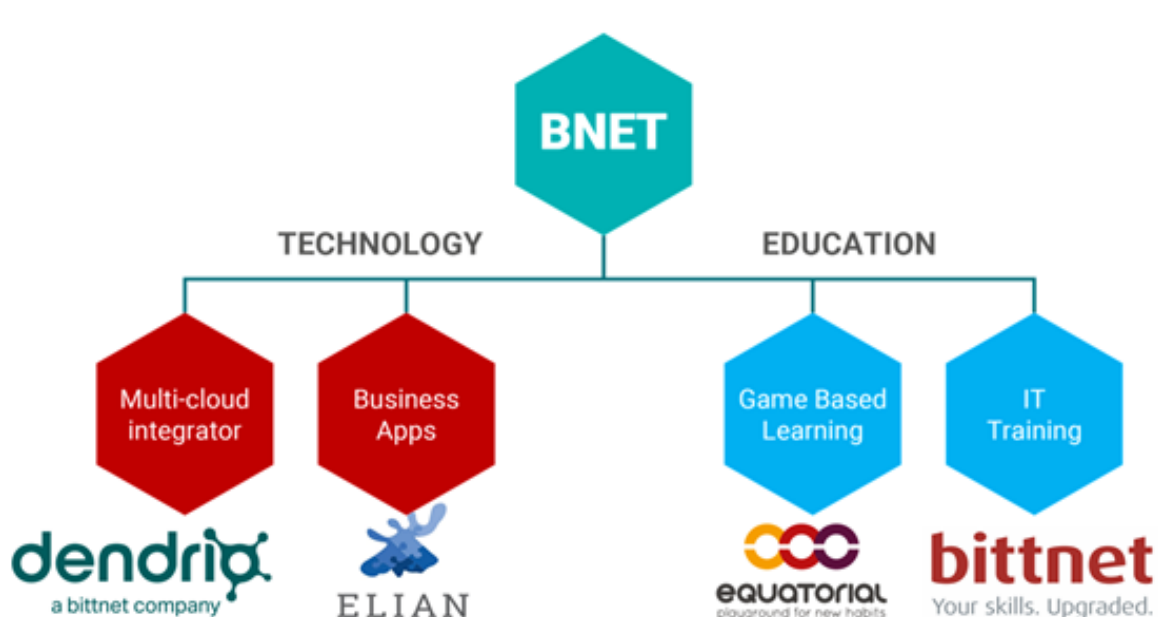 BNET
TECHNOLOGY
EDUCATION
Multi-cloud
integrator
Business
Apps
Game Based
Learning
IT
Training
dendrio
a bittnet company
ELIAN
equatorial
playground for new habits
bittnet
Your skills. Upgraded.